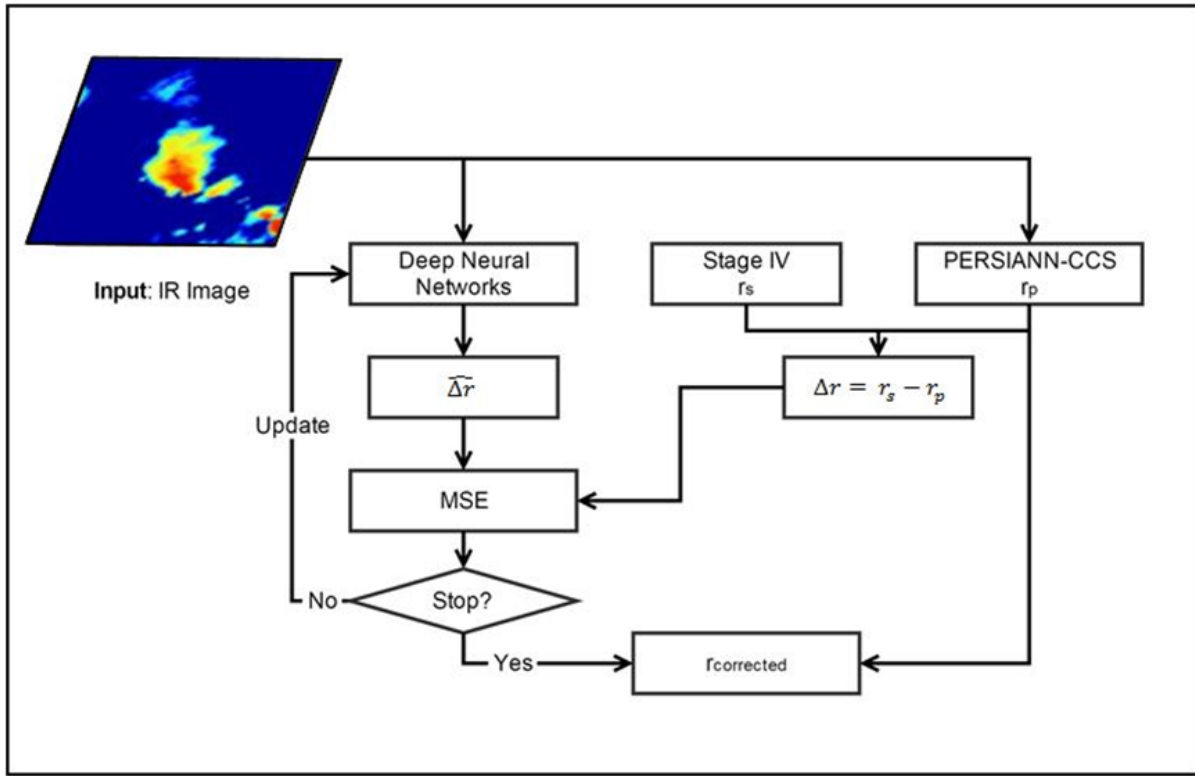 Input: IR Image
Deep Neural
Networks
Stage IV
rs
PERSIANN-CCS
rp
Δr̂
Δr = rs − rp
Update
MSE
No
Stop?
Yes
rcorrected